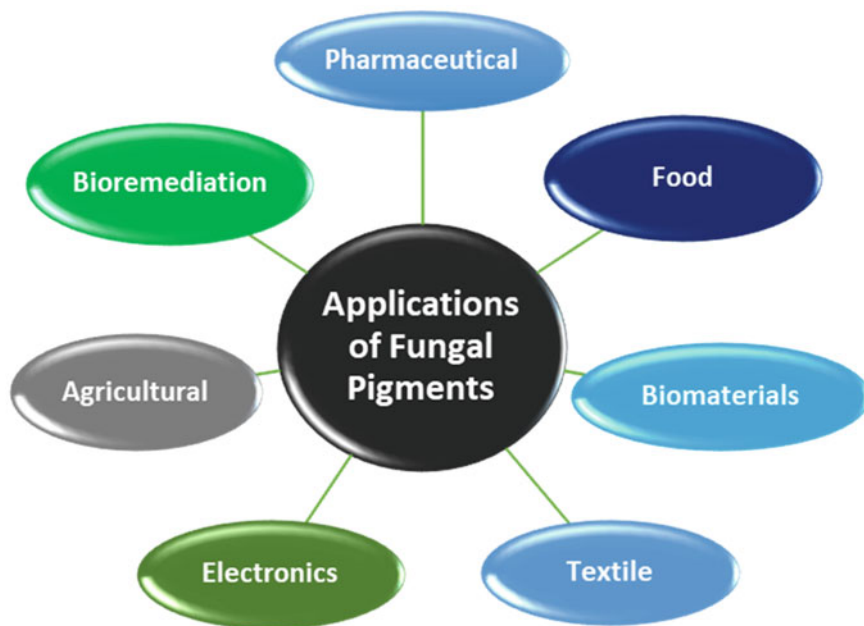 Pharmaceutical
Bioremediation
Food
Applications
of Fungal
Pigments
Agricultural
Biomaterials
Electronics
Textile